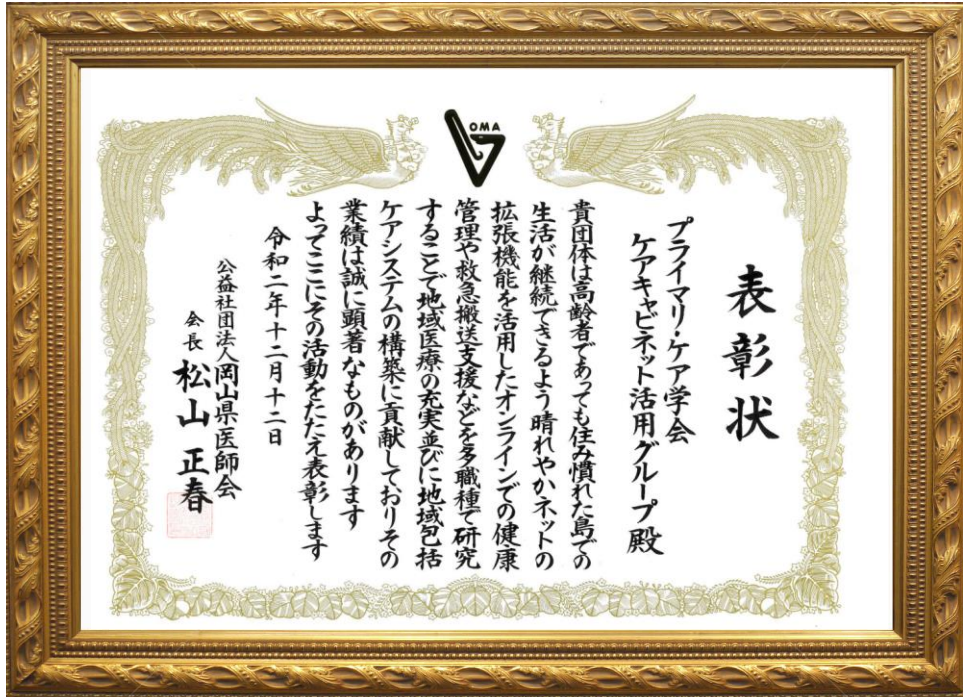 OMA
表彰状
プライマリ・ケア学会
ケアキャビネット活用グループ殿
貴団体は高齢者であっても住み慣れた島での
生活が継続できるよう晴れやかネットの
拡張機能を活用したオンラインでの健康
管理や救急搬送支援などを多職種で研究
することで地域医療の充実並びに地域包括
ケアシステムの構築に貢献しておりその
業績は誠に顕著なものがあります
よってここにその活動をたたえ表彰します
令和二年十二月十二日
公益社団法人岡山県医師会
会長 松山正春